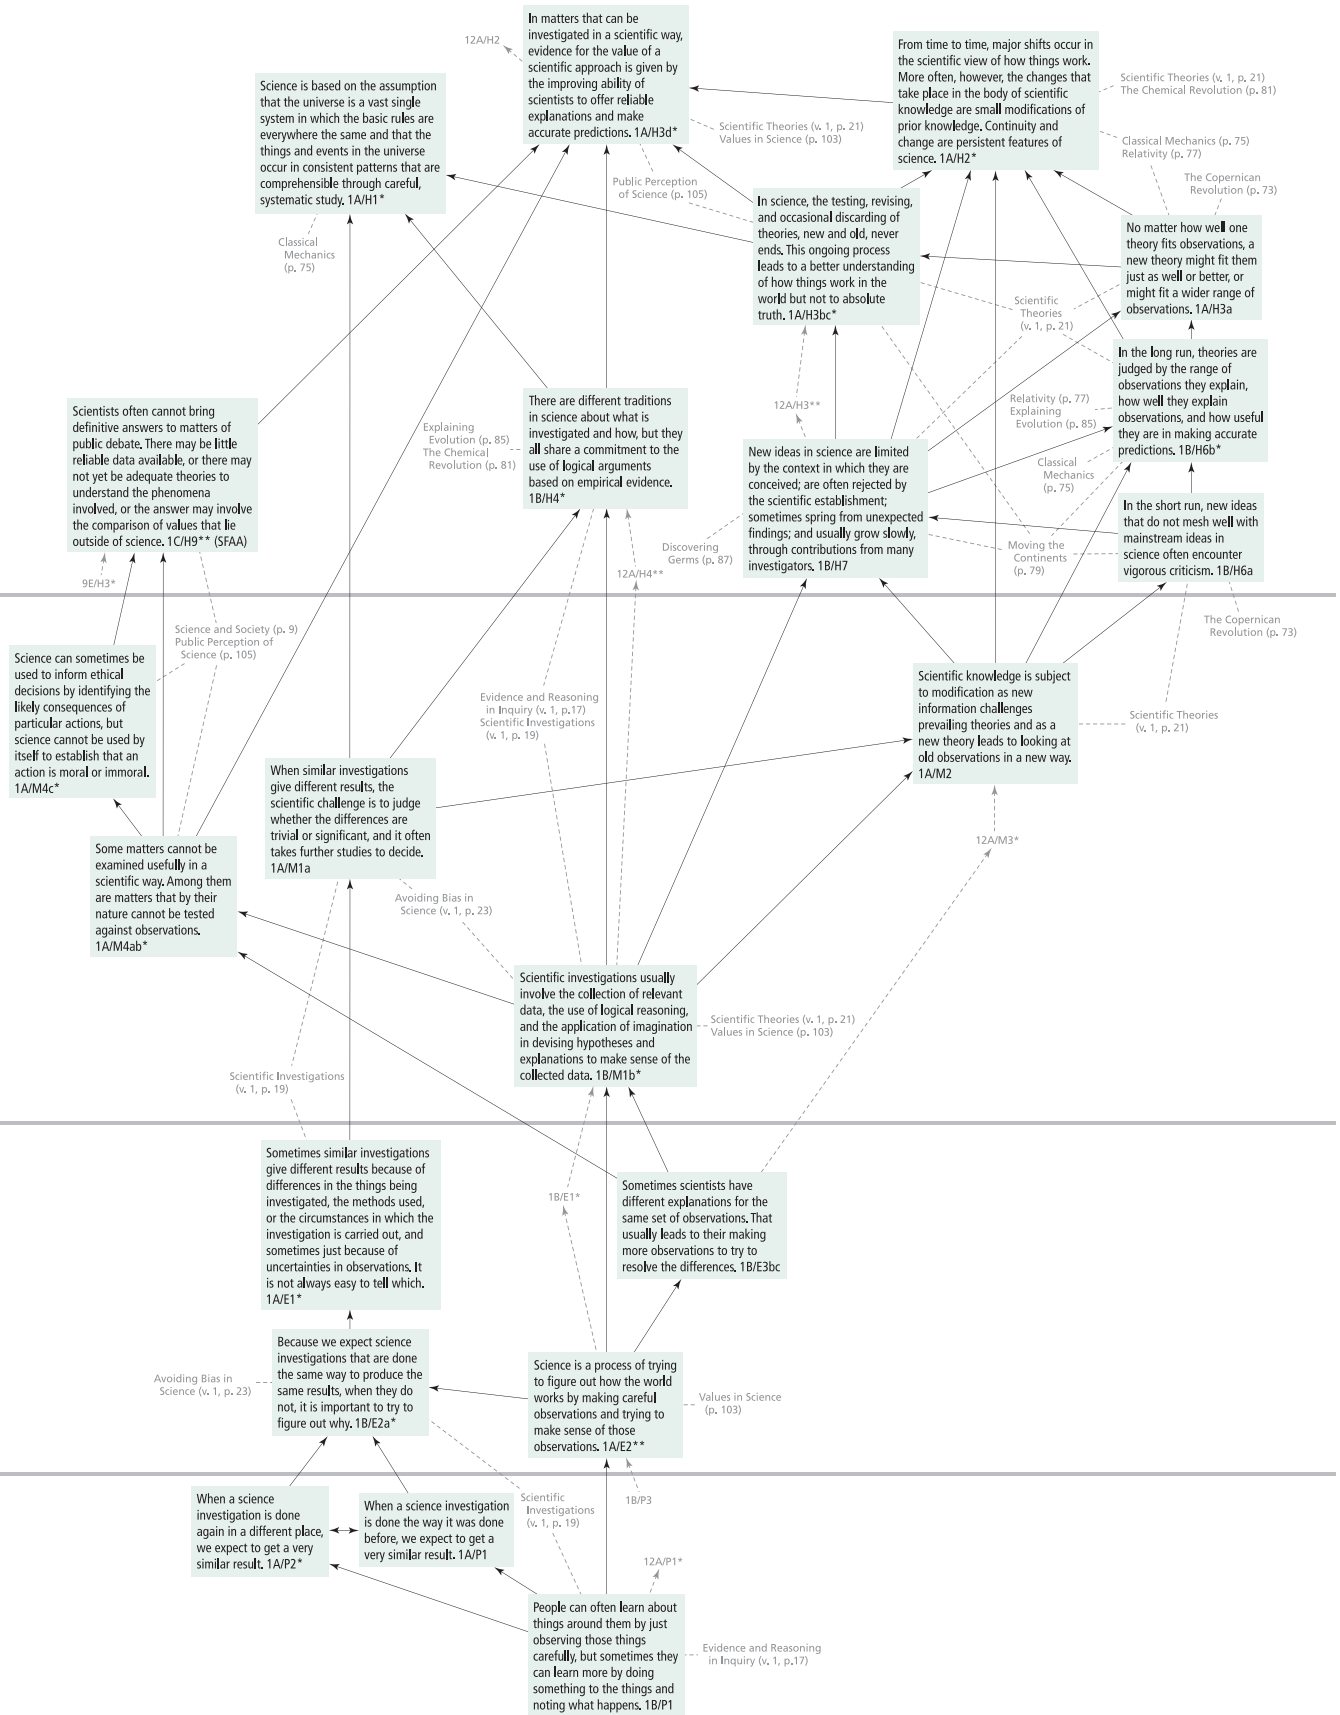 In matters that can be
investigated in a scientific way,
evidence for the value of a
scientific approach is given by
the improving ability of
scientists to offer reliable
explanations and make
accurate predictions. 1A/H3d*
12A/H2
From time to time, major shifts occur in
the scientific view of how things work.
More often, however, the changes that
take place in the body of scientific
knowledge are small modifications of
prior knowledge. Continuity and
change are persistent features of
science. 1A/H2*
Scientific Theories (v. 1, p. 21)
The Chemical Revolution (p. 81)
Science is based on the assumption
that the universe is a vast single
system in which the basic rules are
everywhere the same and that the
things and events in the universe
occur in consistent patterns that are
comprehensible through careful,
systematic study. 1A/H1*
Scientific Theories (v. 1, p. 21)
Values in Science (p. 103)
Classical Mechanics (p. 75)
Relativity (p. 77)
The Copernican
Revolution (p. 73)
Public Perception
of Science (p. 105)
In science, the testing, revising,
and occasional discarding of
theories, new and old, never
ends. This ongoing process
leads to a better understanding
of how things work in the
world but not to absolute
truth. 1A/H3bc*
No matter how well one
theory fits observations, a
new theory might fit them
just as well or better, or
might fit a wider range of
observations. 1A/H3a
Classical
Mechanics
(p. 75)
Scientific
Theories
(v. 1, p. 21)
In the long run, theories are
judged by the range of
observations they explain,
how well they explain
observations, and how useful
they are in making accurate
predictions. 1B/H6b*
Scientists often cannot bring
definitive answers to matters of
public debate. There may be little
reliable data available, or there may
not yet be adequate theories to
understand the phenomena
involved, or the answer may involve
the comparison of values that lie
outside of science. 1C/H9** (SFAA)
Explaining
Evolution (p. 85)
The Chemical
Revolution (p. 81)
There are different traditions
in science about what is
investigated and how, but they
all share a commitment to the
use of logical arguments
based on empirical evidence.
1B/H4*
12A/H3**
Relativity (p. 77)
Explaining
Evolution (p. 85)
New ideas in science are limited
by the context in which they are
conceived; are often rejected by
the scientific establishment;
sometimes spring from unexpected
findings; and usually grow slowly,
through contributions from many
investigators. 1B/H7
Classical
Mechanics
(p. 75)
In the short run, new ideas
that do not mesh well with
mainstream ideas in
science often encounter
vigorous criticism. 1B/H6a
Discovering
Germs (p. 87)
Moving the
Continents
(p. 79)
9E/H3*
12A/H4**
Science and Society (p. 9)
Public Perception of
Science (p. 105)
The Copernican
Revolution (p. 73)
Science can sometimes be
used to inform ethical
decisions by identifying the
likely consequences of
particular actions, but
science cannot be used by
itself to establish that an
action is moral or immoral.
1A/M4c*
Evidence and Reasoning
in Inquiry (v. 1, p.17)
Scientific Investigations
(v. 1, p. 19)
Scientific knowledge is subject
to modification as new
information challenges
prevailing theories and as a
new theory leads to looking at
old observations in a new way.
1A/M2
Scientific Theories
(v. 1, p. 21)
When similar investigations
give different results, the
scientific challenge is to judge
whether the differences are
trivial or significant, and it often
takes further studies to decide.
1A/M1a
Some matters cannot be
examined usefully in a
scientific way. Among them
are matters that by their
nature cannot be tested
against observations.
1A/M4ab*
12A/M3*
Avoiding Bias in
Science (v. 1, p. 23)
Scientific investigations usually
involve the collection of relevant
data, the use of logical reasoning,
and the application of imagination
in devising hypotheses and
explanations to make sense of the
collected data. 1B/M1b*
Scientific Theories (v. 1, p. 21)
Values in Science (p. 103)
Scientific Investigations
(v. 1, p. 19)
Sometimes similar investigations
give different results because of
differences in the things being
investigated, the methods used,
or the circumstances in which the
investigation is carried out, and
sometimes just because of
uncertainties in observations. It
is not always easy to tell which.
1A/E1*
1B/E1*
Sometimes scientists have
different explanations for the
same set of observations. That
usually leads to their making
more observations to try to
resolve the differences. 1B/E3bc
Because we expect science
investigations that are done
the same way to produce the
same results, when they do
not, it is important to try to
figure out why. 1B/E2a*
Avoiding Bias in
Science (v. 1, p. 23)
Science is a process of trying
to figure out how the world
works by making careful
observations and trying to
make sense of those
observations. 1A/E2**
Values in Science
(p. 103)
When a science
investigation is done
again in a different place,
we expect to get a very
similar result. 1A/P2*
When a science investigation
is done the way it was done
before, we expect to get a
very similar result. 1A/P1
Scientific
Investigations
(v. 1, p. 19)
1B/P3
12A/P1*
People can often learn about
things around them by just
observing those things
carefully, but sometimes they
can learn more by doing
something to the things and
noting what happens. 1B/P1
Evidence and Reasoning
in Inquiry (v. 1, p.17)